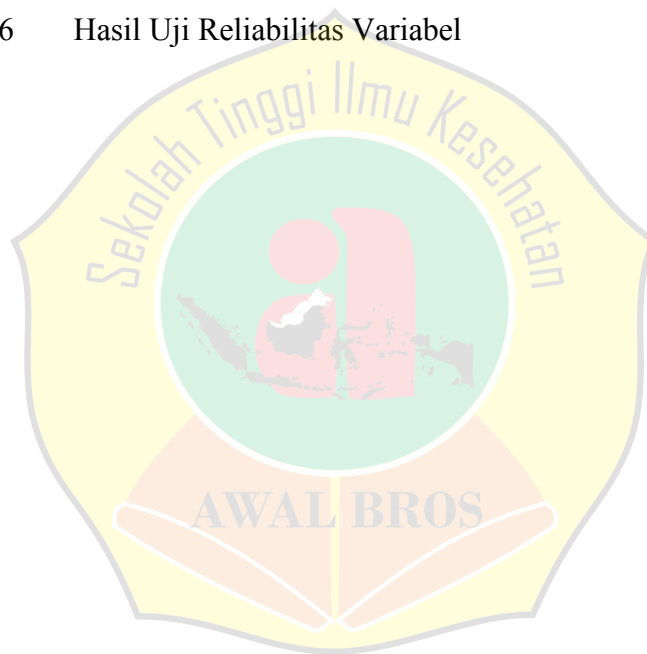 6 Hasil Uji Reliabilitas Variabel
Sekolah Tinggi Ilmu Kesehatan
AWAL BROS